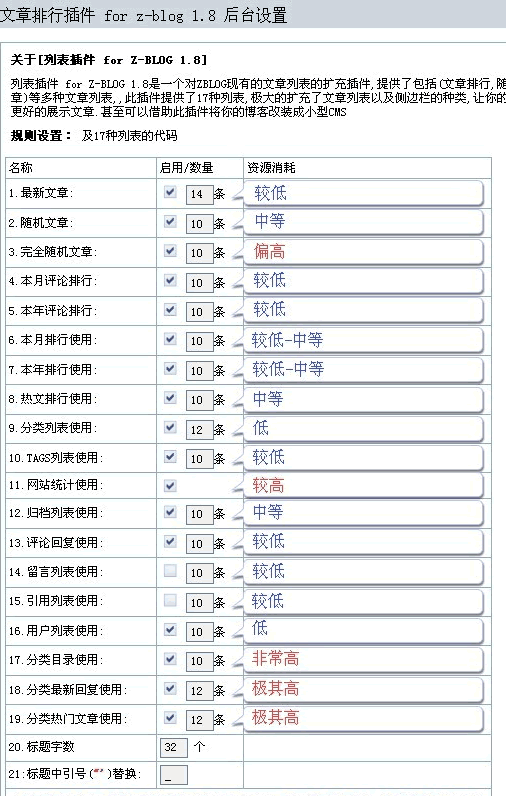 文章排行插件 for z-blog 1.8 后台设置
关于[列表插件 for Z-BLOG 1.8]
列表插件 for Z-BLOG 1.8是一个对ZBLOG现有的文章列表的扩充插件,提供了包括(文章排行,随
章)等多种文章列表,,此插件提供了17种列表,极大的扩充了文章列表以及侧边栏的种类,让你的
更好的展示文章.甚至可以借助此插件将你的博客改装成小型CMS
规则设置: 及17种列表的代码
名称 启用/数量 资源消耗
1.最新文章: 14 条 较低
2.随机文章: 10 条 中等
3.完全随机文章: 10 条 偏高
4.本月评论排行: 10 条 较低
5.本年评论排行: 10 条 较低
6.本月排行使用: 10 条 较低-中等
7.本年排行使用: 10 条 较低-中等
8.热文排行使用: 10 条 中等
9.分类列表使用: 12 条 低
10.TAGS列表使用: 10 条 较低
11.网站统计使用: 较高
12.归档列表使用: 10 条 中等
13.评论回复使用: 10 条 较低
14.留言列表使用: 10 条 较低
15.引用列表使用: 10 条 较低
16.用户列表使用: 10 条 低
17.分类目录使用: 10 条 非常高
18.分类最新回复使用: 12 条 极其高
19.分类热门文章使用: 12 条 极其高
20.标题字数 32 个
21:标题中引号("')替换: _